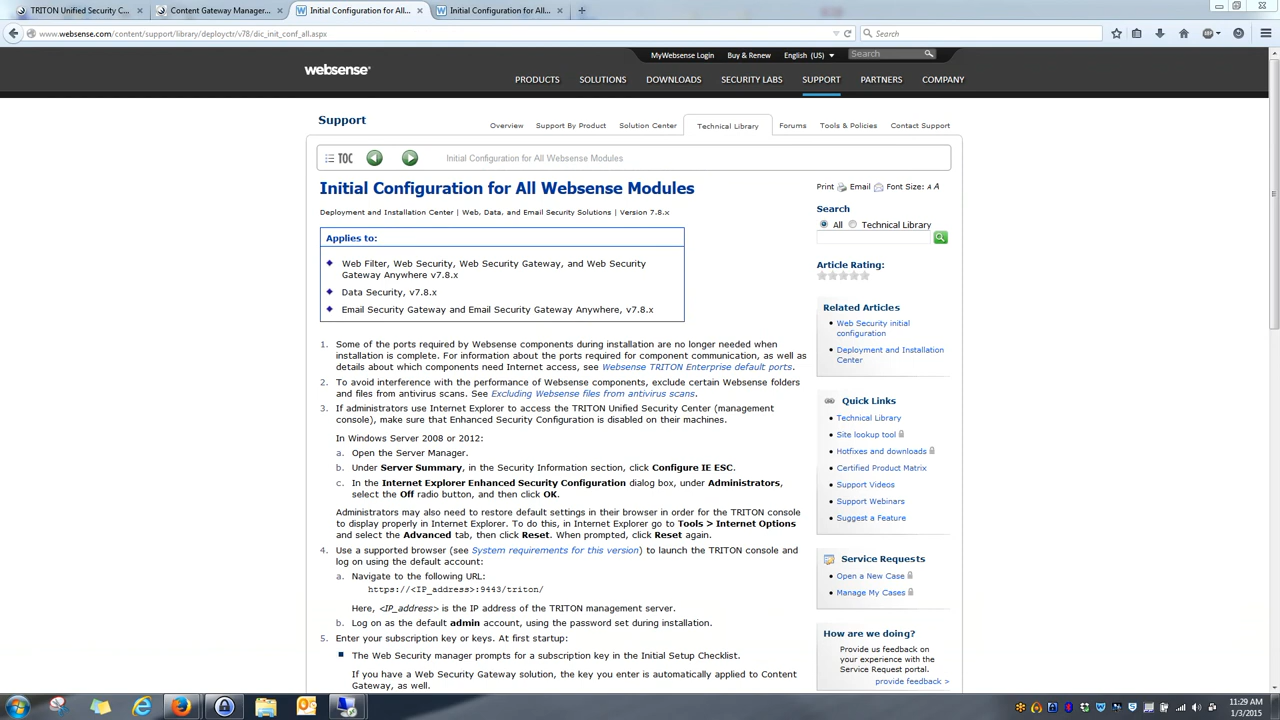 TRITON Unified Security C...
Content Gateway Manager...
Initial Configuration for All...
Initial Configuration for All...
www.websense.com/content/support/library/deployctr/v78/dic_init_conf_all.aspx
Search
MyWebsense Login
Buy & Renew
English (US)
Search
websense
PRODUCTS
SOLUTIONS
DOWNLOADS
SECURITY LABS
SUPPORT
PARTNERS
COMPANY
Support
Overview
Support By Product
Solution Center
Technical Library
Forums
Tools & Policies
Contact Support
TOC
Initial Configuration for All Websense Modules
Initial Configuration for All Websense Modules
Deployment and Installation Center | Web, Data, and Email Security Solutions | Version 7.8.x
Applies to:
Web Filter, Web Security, Web Security Gateway, and Web Security
Gateway Anywhere v7.8.x
Data Security, v7.8.x
Email Security Gateway and Email Security Gateway Anywhere, v7.8.x
1. Some of the ports required by Websense components during installation are no longer needed when
installation is complete. For information about the ports required for component communication, as well as
details about which components need Internet access, see Websense TRITON Enterprise default ports.
2. To avoid interference with the performance of Websense components, exclude certain Websense folders
and files from antivirus scans. See Excluding Websense files from antivirus scans.
3. If administrators use Internet Explorer to access the TRITON Unified Security Center (management
console), make sure that Enhanced Security Configuration is disabled on their machines.
In Windows Server 2008 or 2012:
a. Open the Server Manager.
b. Under Server Summary, in the Security Information section, click Configure IE ESC.
c. In the Internet Explorer Enhanced Security Configuration dialog box, under Administrators,
select the Off radio button, and then click OK.
Administrators may also need to restore default settings in their browser in order for the TRITON console
to display properly in Internet Explorer. To do this, in Internet Explorer go to Tools > Internet Options
and select the Advanced tab, then click Reset. When prompted, click Reset again.
4. Use a supported browser (see System requirements for this version) to launch the TRITON console and
log on using the default account:
a. Navigate to the following URL:
https://<IP_address>:9443/triton/
Here, <IP_address> is the IP address of the TRITON management server.
b. Log on as the default admin account, using the password set during installation.
5. Enter your subscription key or keys. At first startup:
The Web Security manager prompts for a subscription key in the Initial Setup Checklist.
If you have a Web Security Gateway solution, the key you enter is automatically applied to Content
Gateway, as well.
Print
Email
Font Size: A A
Search
All
Technical Library
Article Rating:
Related Articles
Web Security initial
configuration
Deployment and Installation
Center
Quick Links
Technical Library
Site lookup tool
Hotfixes and downloads
Certified Product Matrix
Support Videos
Support Webinars
Suggest a Feature
Service Requests
Open a New Case
Manage My Cases
How are we doing?
Provide us feedback on
your experience with the
Service Request portal.
provide feedback >
11:29 AM
1/3/2015